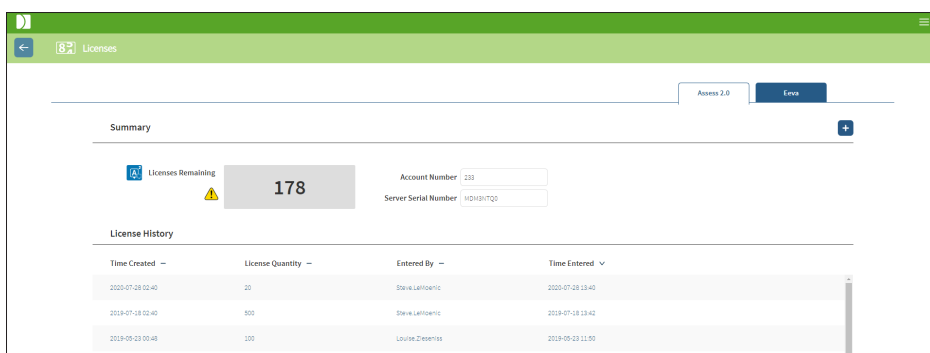 Licenses
Assess 2.0 Eeva
Summary
Licenses Remaining
178
Account Number 233
Server Serial Number MDM3NTQ0
License History
Time Created License Quantity Entered By Time Entered
2020-07-28 02:40 20 Steve.LeMoenic 2020-07-28 13:40
2019-07-18 02:40 500 Steve.LeMoenic 2019-07-18 13:42
2019-05-23 00:48 100 Louise.Zieseniss 2019-05-23 11:50